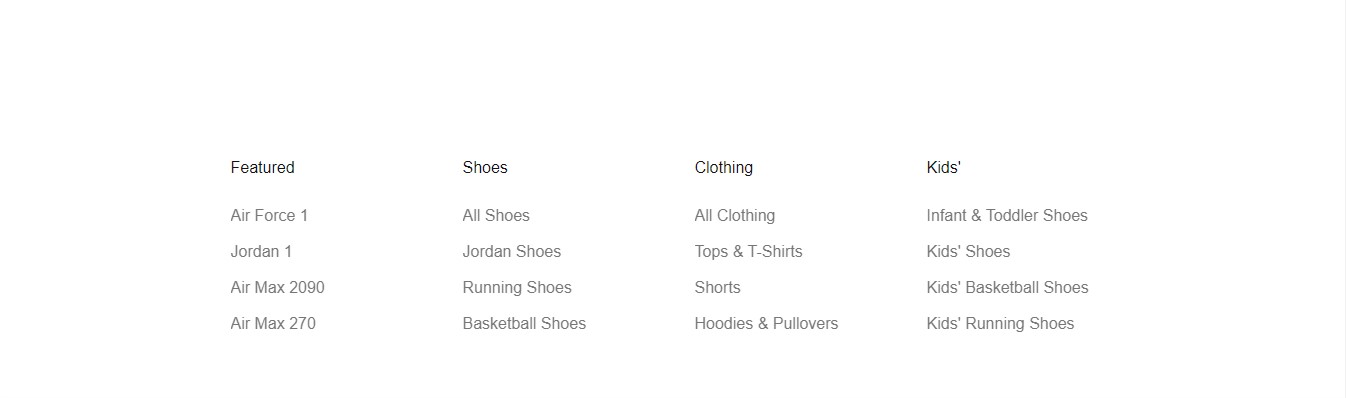 Featured
Air Force 1
Jordan 1
Air Max 2090
Air Max 270
Shoes
All Shoes
Jordan Shoes
Running Shoes
Basketball Shoes
Clothing
All Clothing
Tops & T-Shirts
Shorts
Hoodies & Pullovers
Kids'
Infant & Toddler Shoes
Kids' Shoes
Kids' Basketball Shoes
Kids' Running Shoes